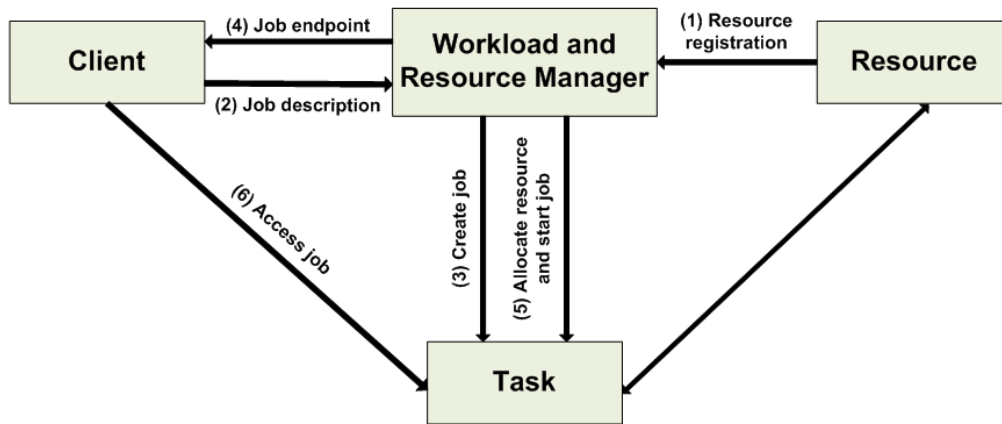 Client
(4) Job endpoint
(2) Job description
Workload and
Resource Manager
(1) Resource
registration
Resource
(6) Access job
(3) Create job
(5) Allocate resource
and start job
Task